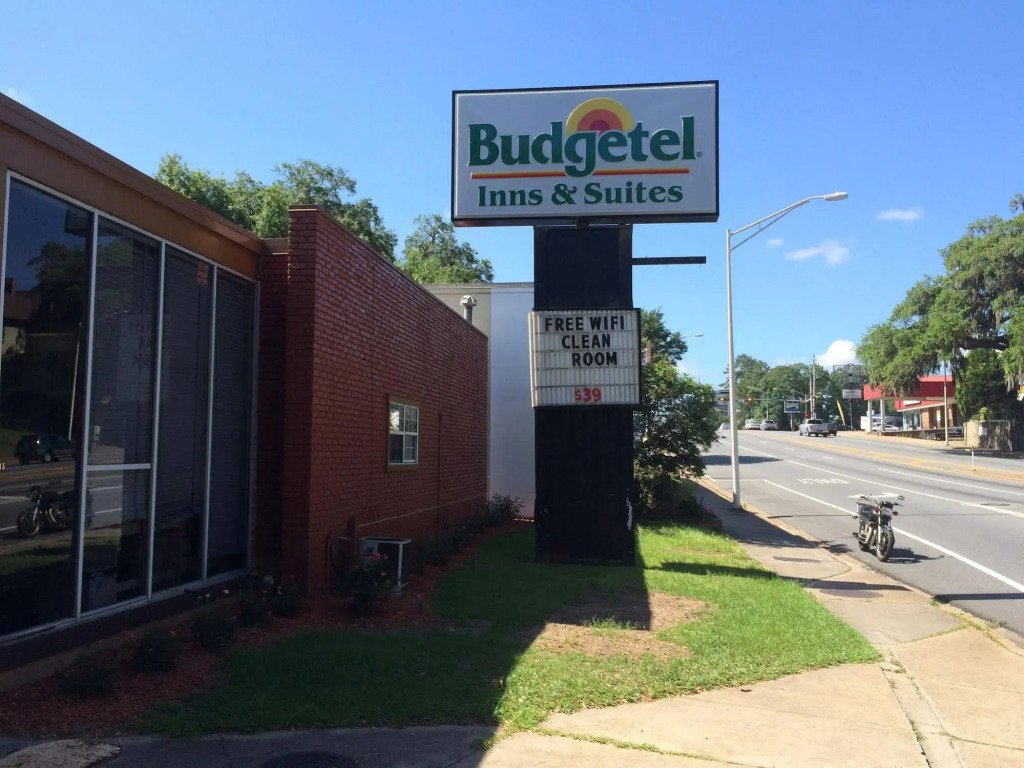 Budgetel®
Inns & Suites
FREE WIFI
CLEAN
ROOM
$39